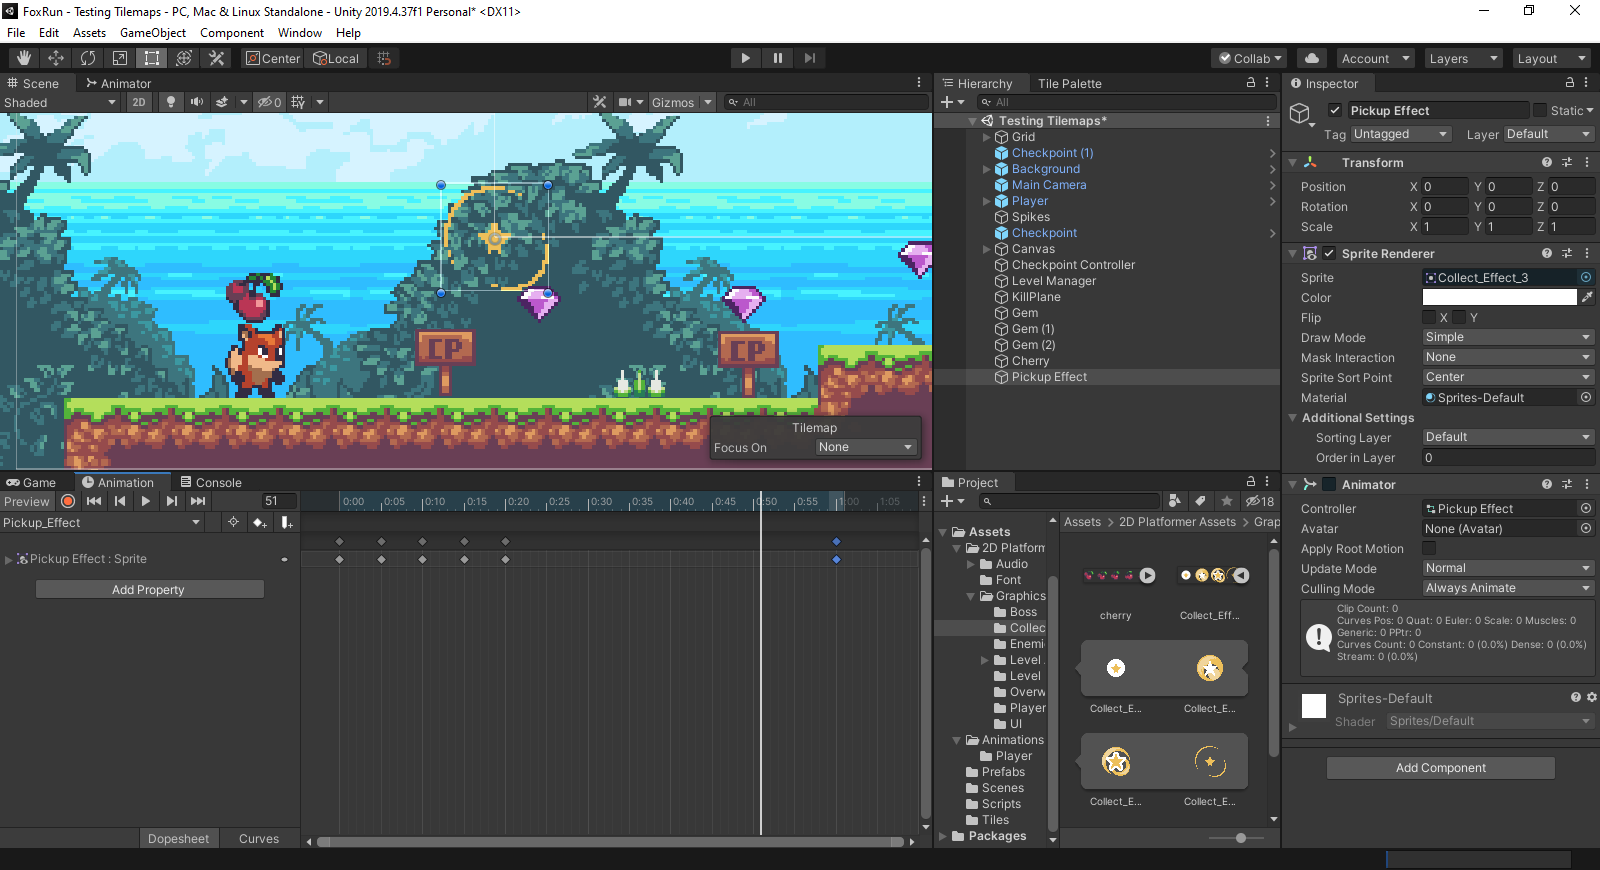 FoxRun - Testing Tilemaps - PC, Mac & Linux Standalone - Unity 2019.4.37f1 Personal* <DX11>
File Edit Assets GameObject Component Window Help
Center Local
Collab Account Layers Layout
Scene Animator
Shaded 2D 0 Gizmos All
CP CP
Tilemap
Focus On None
Hierarchy Tile Palette
All
Testing Tilemaps*
Grid
Checkpoint (1)
Background
Main Camera
Player
Spikes
Checkpoint
Canvas
Checkpoint Controller
Level Manager
KillPlane
Gem
Gem (1)
Gem (2)
Cherry
Pickup Effect
Inspector
Pickup Effect Static
Tag Untagged Layer Default
Transform
Position X 0 Y 0 Z 0
Rotation X 0 Y 0 Z 0
Scale X 1 Y 1 Z 1
Sprite Renderer
Sprite Collect_Effect_3
Color
Flip X Y
Draw Mode Simple
Mask Interaction None
Sprite Sort Point Center
Material Sprites-Default
Additional Settings
Sorting Layer Default
Order in Layer 0
Animator
Controller Pickup Effect
Avatar None (Avatar)
Apply Root Motion
Update Mode Normal
Culling Mode Always Animate
Clip Count: 0
Curves Pos: 0 Quat: 0 Euler: 0 Scale: 0 Muscles: 0
Generic: 0 PPtr: 0
Curves Count: 0 Constant: 0 (0.0%) Dense: 0 (0.0%)
Stream: 0 (0.0%)
Sprites-Default
Shader Sprites/Default
Add Component
Game Animation Console
Preview 51 0:00 0:05 0:10 0:15 0:20 0:25 0:30 0:35 0:40 0:45 0:50 0:55 1:00 1:05
Pickup_Effect
Pickup Effect : Sprite
Add Property
Dopesheet Curves
Project
18
Assets
2D Platform
Audio
Font
Graphics
Boss
Collec
Enemi
Level
Level
Overw
Player
UI
Animations
Player
Prefabs
Scenes
Scripts
Tiles
Packages
Assets > 2D Platformer Assets > Grap
cherry Collect_Eff...
Collect_E... Collect_E...
Collect_E... Collect_E...